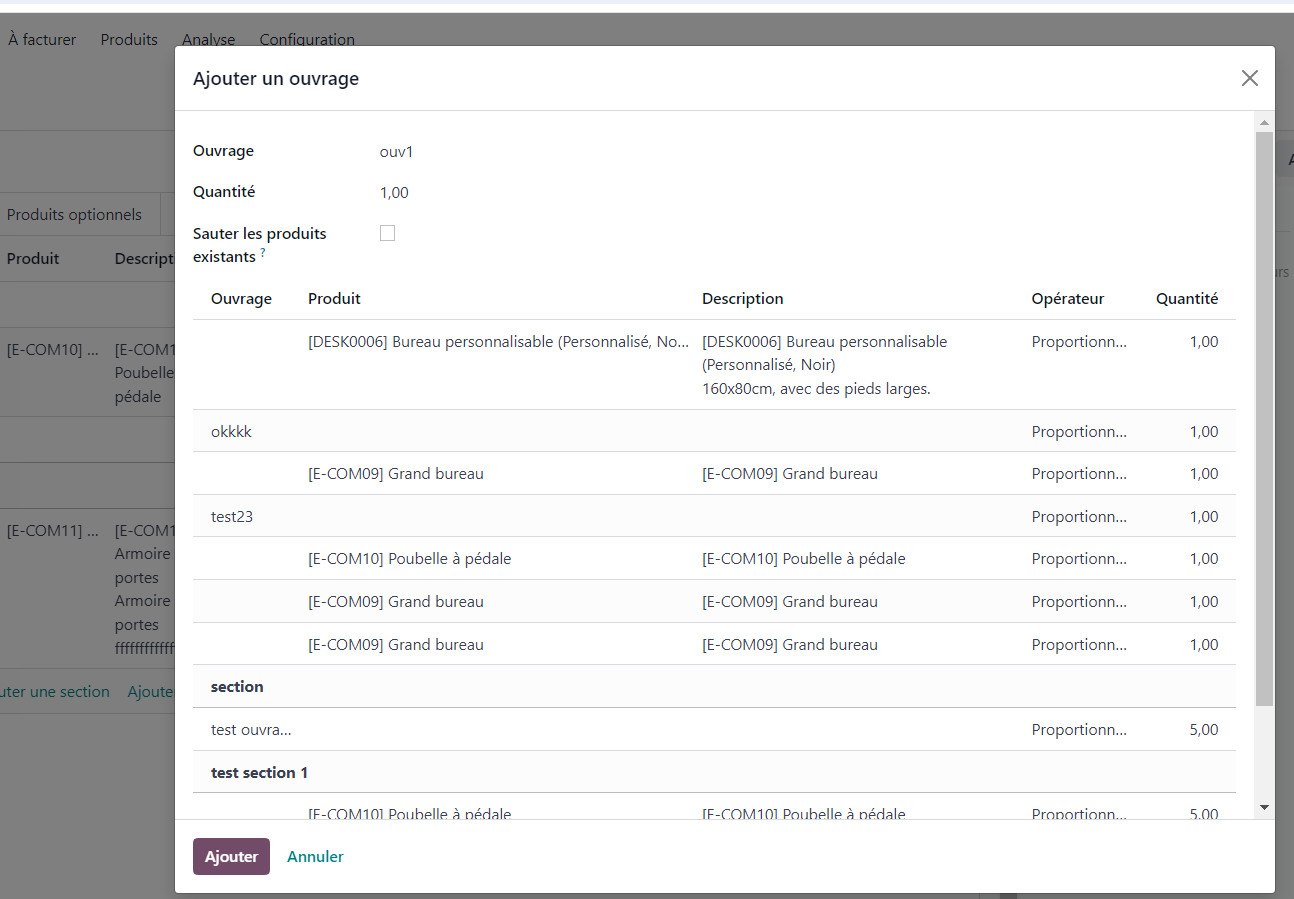 À facturer Produits Analyse Configuration
Ajouter un ouvrage
Ouvrage ouv1
Quantité 1,00
Sauter les produits
existants ?
Produits optionnels
Produit Descript
Ouvrage Produit Description Opérateur Quantité
[DESK0006] Bureau personnalisable (Personnalisé, No... [DESK0006] Bureau personnalisable Proportionn... 1,00
(Personnalisé, Noir)
160x80cm, avec des pieds larges.
[E-COM10] ... [E-COM1
Poubelle
pédale
okkkk Proportionn... 1,00
[E-COM09] Grand bureau [E-COM09] Grand bureau Proportionn... 1,00
test23 Proportionn... 1,00
[E-COM11] ... [E-COM1
Armoire
portes
Armoire
portes
[E-COM10] Poubelle à pédale [E-COM10] Poubelle à pédale Proportionn... 1,00
[E-COM09] Grand bureau [E-COM09] Grand bureau Proportionn... 1,00
[E-COM09] Grand bureau [E-COM09] Grand bureau Proportionn... 1,00
section
uter une section Ajoute
test ouvra... Proportionn... 5,00
test section 1
[E-COM10] Poubelle à pédale [E-COM10] Poubelle à pédale Proportionn... 5,00
Ajouter Annuler